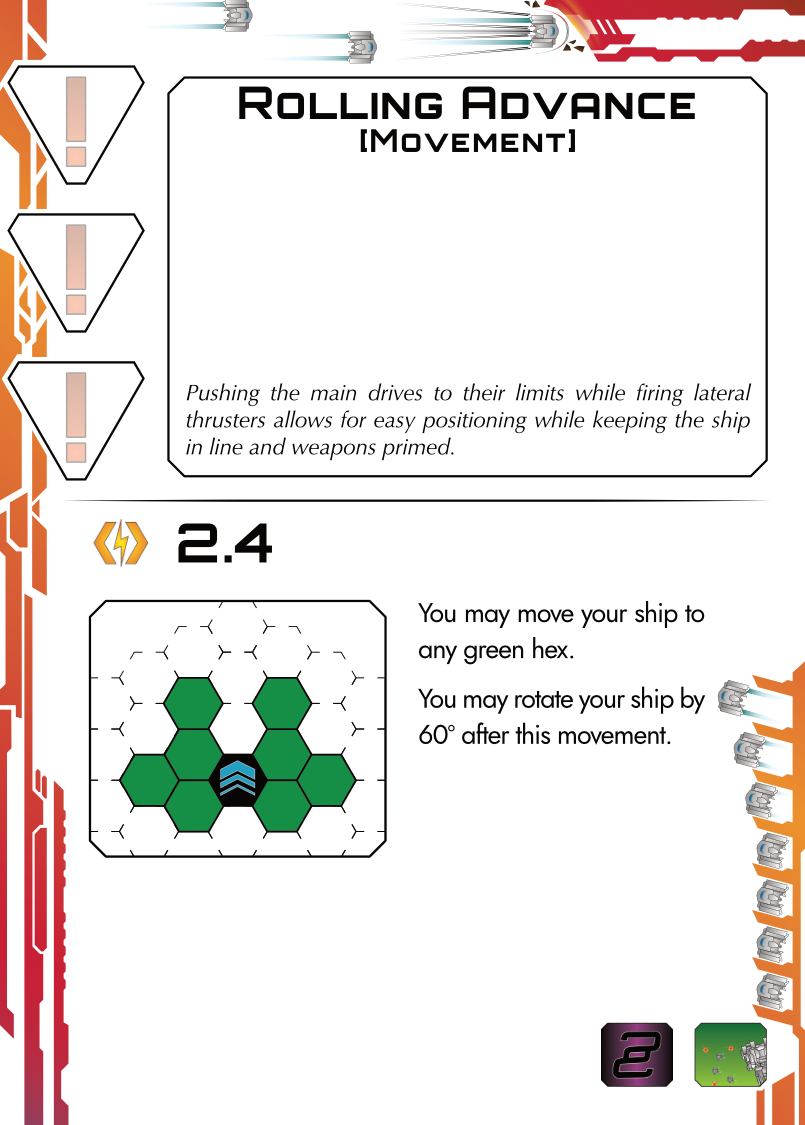 Rolling Advance
[Movement]
Pushing the main drives to their limits while firing lateral
thrusters allows for easy positioning while keeping the ship
in line and weapons primed.
2.4
You may move your ship to
any green hex.
You may rotate your ship by
60° after this movement.
2